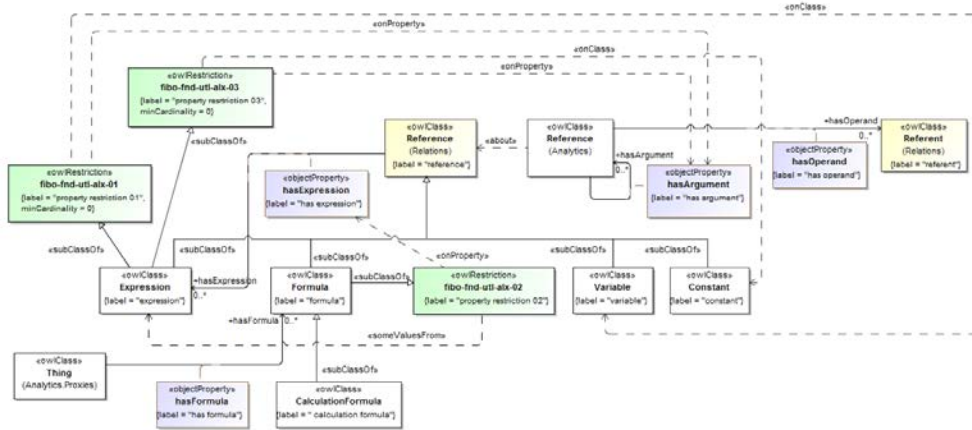 «onClass»
«onProperty»
«onClass»
«onProperty»
«owlRestriction»
fibo-fnd-utl-alx-03
{label = "property restriction 03",
minCardinality = 0}
«subClassOf»
«owlClass»
Reference
(Relations)
{label = "reference"}
«about»
«owlClass»
Reference
(Analytics)
+hasOperand
0..*
«owlClass»
Referent
(Relations)
{label = "referent"}
«objectProperty»
hasOperand
{label = "has operand"}
+hasArgument
0..*
«objectProperty»
hasArgument
{label = "has argument"}
«owlRestriction»
fibo-fnd-utl-alx-01
{label = "property restriction 01",
minCardinality = 0}
«objectProperty»
hasExpression
{label = "has expression"}
«subClassOf»
«subClassOf»
«subClassOf»
«onProperty»
«subClassOf»
«subClassOf»
«owlClass»
Expression
{label = "expression"}
+hasExpression
0..*
«owlClass»
Formula
{label = "formula"}
«subClassOf»
«owlRestriction»
fibo-fnd-utl-alx-02
{label = "property restriction 02"}
«owlClass»
Variable
{label = "variable"}
«owlClass»
Constant
{label = "constant"}
+hasFormula
0..*
«someValuesFrom»
«owlClass»
Thing
(Analytics.Proxies)
«subClassOf»
«objectProperty»
hasFormula
{label = "has formula"}
«owlClass»
CalculationFormula
{label = " calculation formula"}